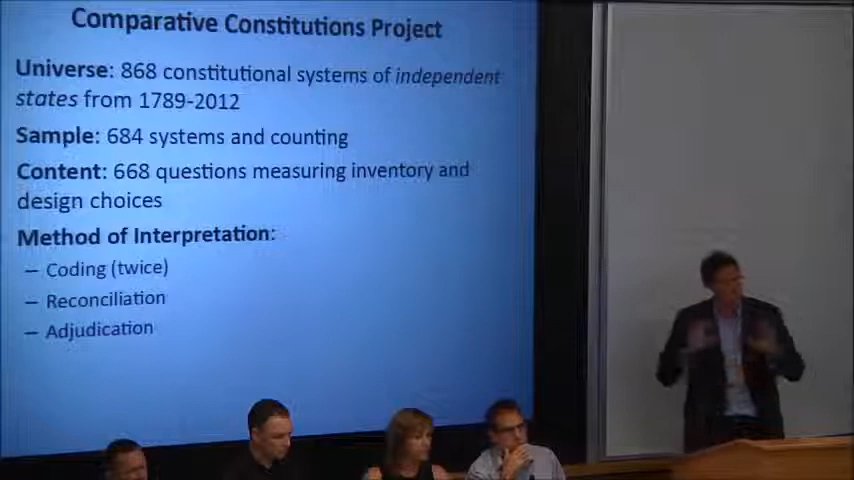 Comparative Constitutions Project
Universe: 868 constitutional systems of independent
states from 1789-2012
Sample: 684 systems and counting
Content: 668 questions measuring inventory and
design choices
Method of Interpretation:
– Coding (twice)
– Reconciliation
– Adjudication